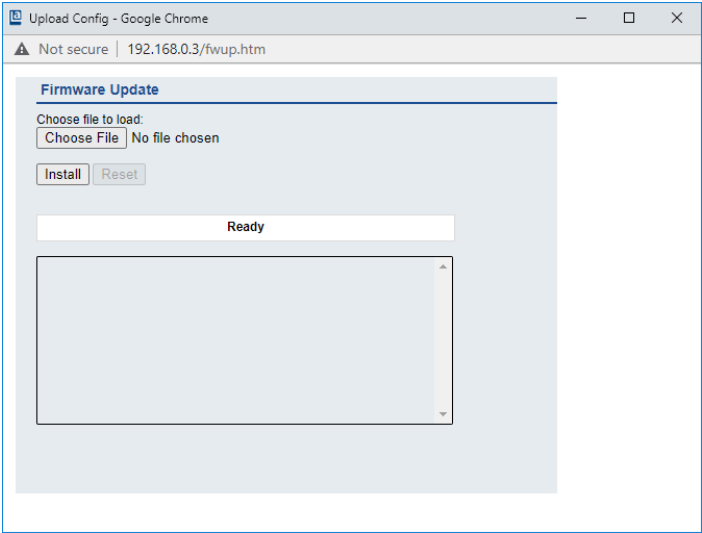 Upload Config - Google Chrome
Not secure | 192.168.0.3/fwup.htm
Firmware Update
Choose file to load:
Choose File No file chosen
Install Reset
Ready